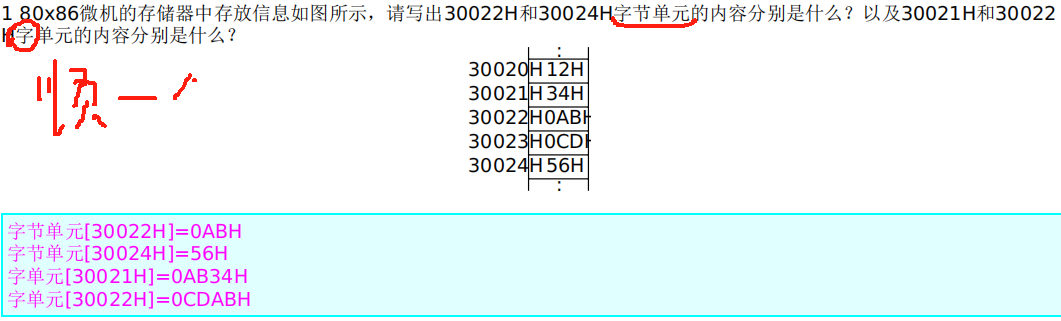 1 80x86微机的存储器中存放信息如图所示，请写出30022H和30024H字节单元的内容分别是什么？以及30021H和30022
H字单元的内容分别是什么？
:
30020H 12H
30021H 34H
30022H 0ABH
30023H 0CDH
30024H 56H
:
顺一个
字节单元[30022H]=0ABH
字节单元[30024H]=56H
字单元[30021H]=0AB34H
字单元[30022H]=0CDABH